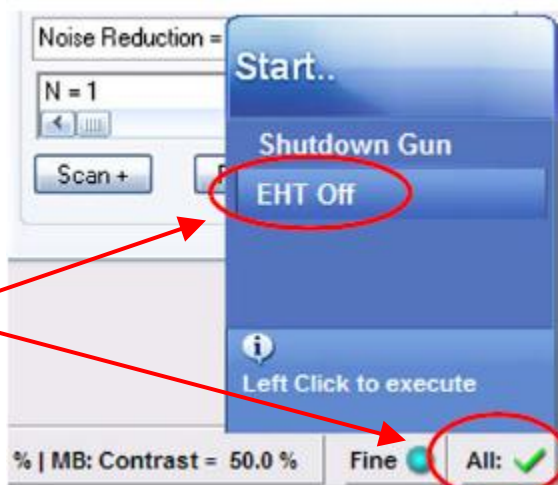 Noise Reduction =
N = 1
Scan +
Start..
Shutdown Gun
EHT Off
Left Click to execute
% | MB: Contrast = 50.0 % Fine All: